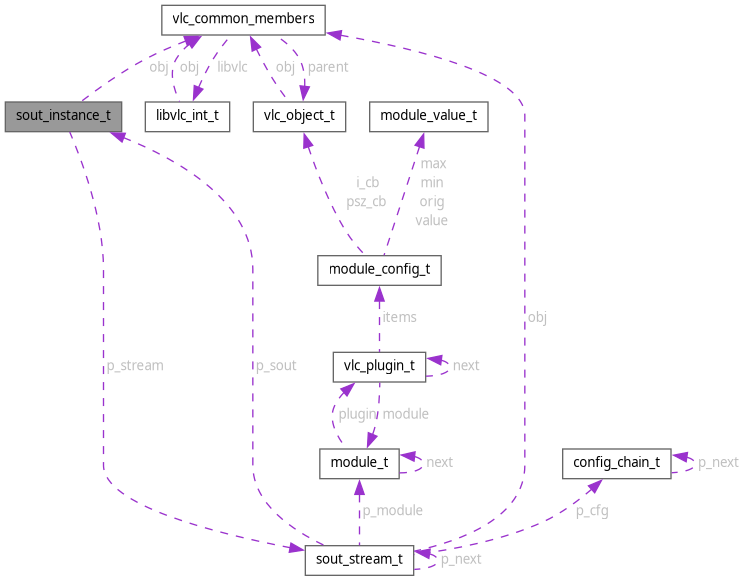 vlc_common_members
obj
obj
libvlc
obj
parent
sout_instance_t
libvlc_int_t
vlc_object_t
module_value_t
i_cb
psz_cb
max
min
orig
value
module_config_t
items
obj
vlc_plugin_t
next
p_stream
p_sout
plugin
module
module_t
next
config_chain_t
p_next
p_module
p_cfg
sout_stream_t
p_next